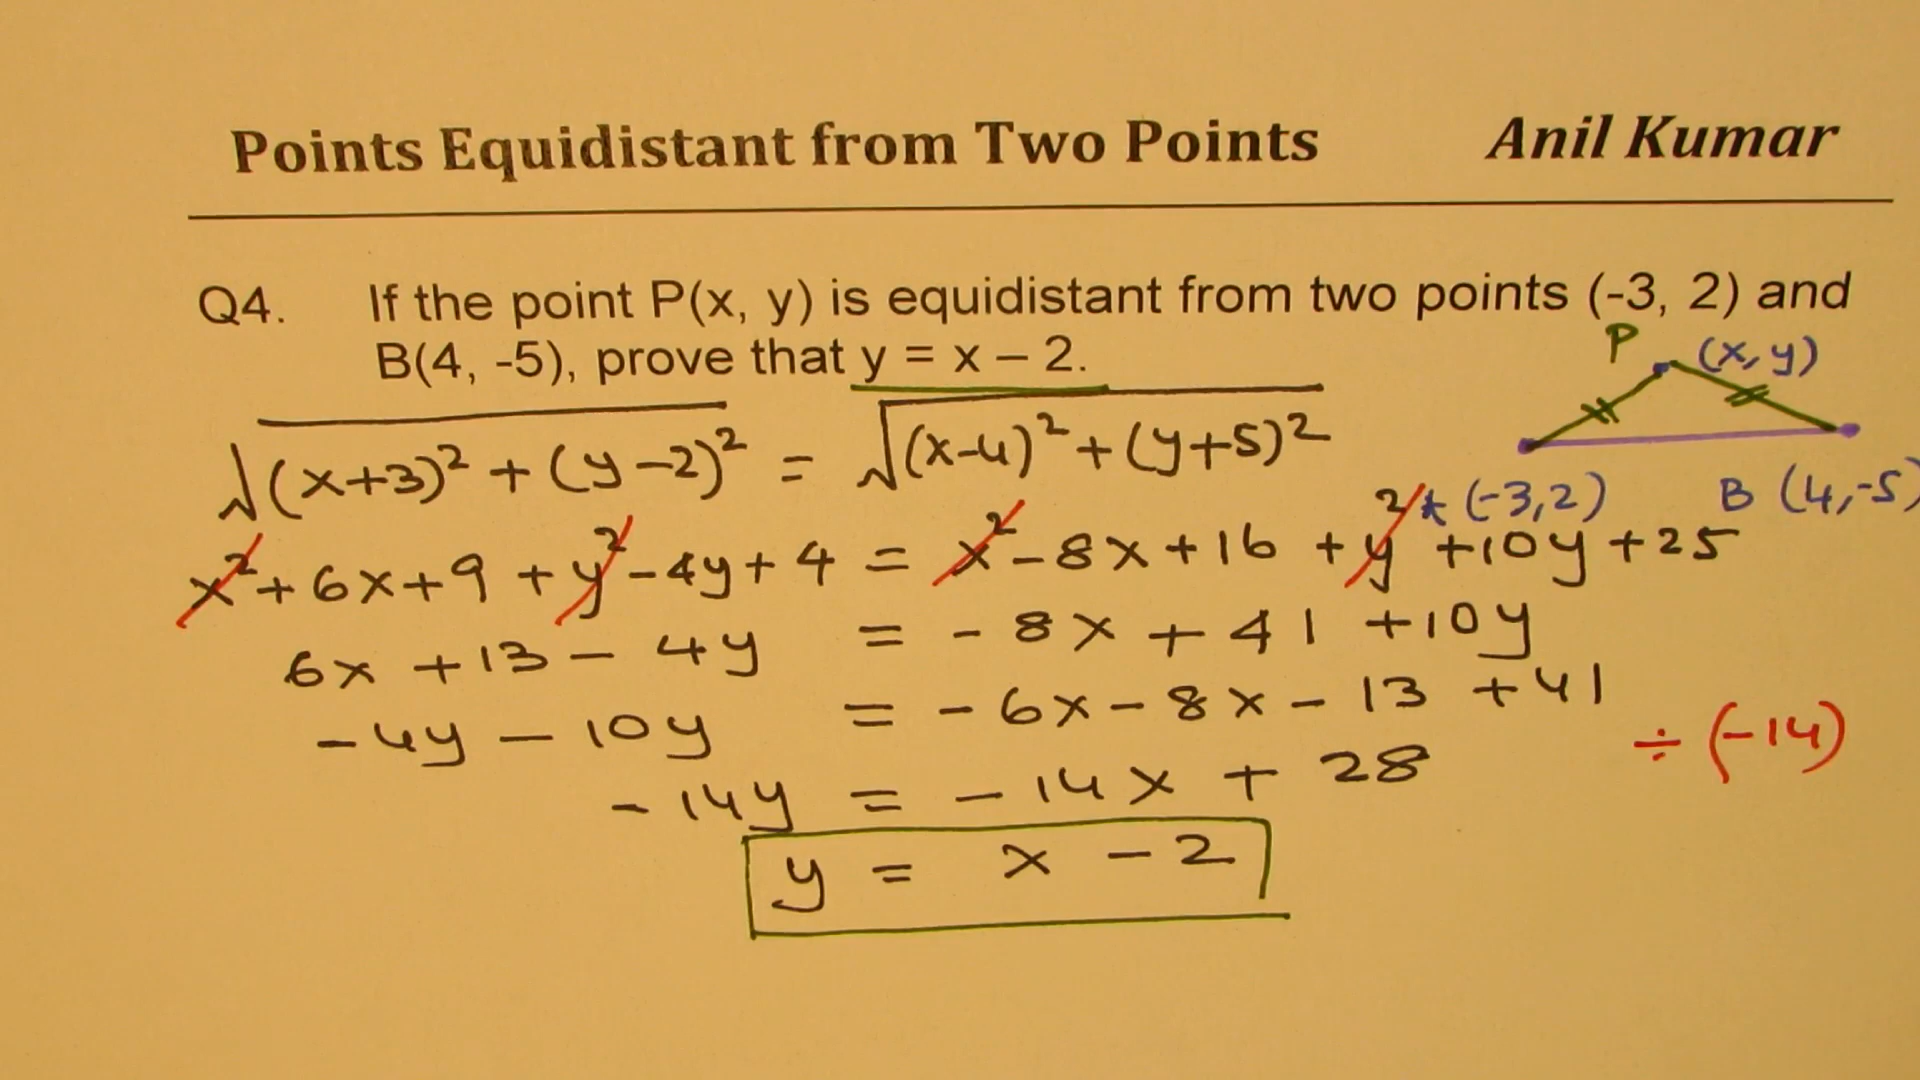 Points Equidistant from Two Points Anil Kumar
Q4. If the point P(x, y) is equidistant from two points (-3, 2) and
B(4, -5), prove that y = x – 2.
P (x, y)
√(x+3)² + (y-2)² = √(x-4)² + (y+5)²
(-3,2) B (4,-5)
x² + 6x + 9 + y² - 4y + 4 = x² - 8x + 16 + y² + 10y + 25
6x + 13 - 4y = - 8x + 41 + 10y
-4y - 10y = - 6x - 8x - 13 + 41
÷ (-14)
- 14y = - 14x + 28
y = x - 2